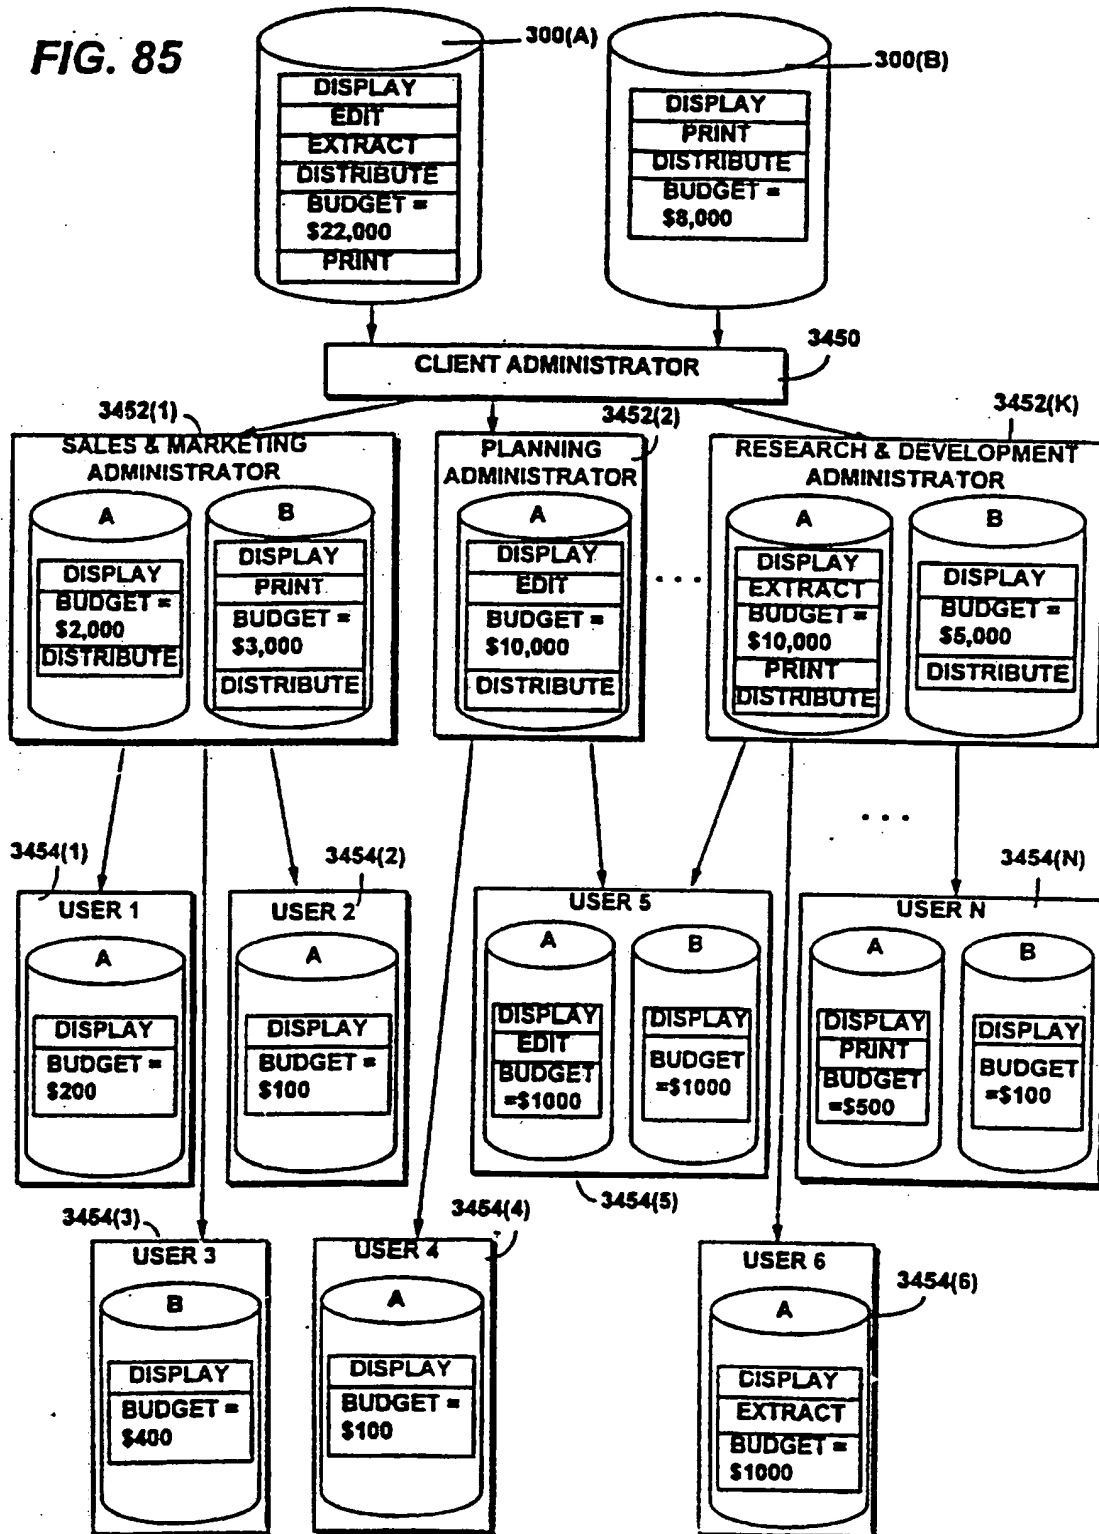 FIG. 85
300(A)
DISPLAY
EDIT
EXTRACT
DISTRIBUTE
BUDGET =
$22,000
PRINT
300(B)
DISPLAY
PRINT
DISTRIBUTE
BUDGET =
$8,000
CLIENT ADMINISTRATOR
3450
3452(1)
SALES & MARKETING
ADMINISTRATOR
A
DISPLAY
BUDGET =
$2,000
DISTRIBUTE
B
DISPLAY
PRINT
BUDGET =
$3,000
DISTRIBUTE
3452(2)
PLANNING
ADMINISTRATOR
A
DISPLAY
EDIT
BUDGET =
$10,000
DISTRIBUTE
. . .
3452(K)
RESEARCH & DEVELOPMENT
ADMINISTRATOR
A
DISPLAY
EXTRACT
BUDGET =
$10,000
PRINT
DISTRIBUTE
B
DISPLAY
BUDGET =
$5,000
DISTRIBUTE
. . .
3454(1)
USER 1
A
DISPLAY
BUDGET =
$200
3454(2)
USER 2
A
DISPLAY
BUDGET =
$100
USER 5
A
DISPLAY
EDIT
BUDGET
=$1000
B
DISPLAY
BUDGET
=$1000
3454(5)
3454(N)
USER N
A
DISPLAY
PRINT
BUDGET
=$500
B
DISPLAY
BUDGET
=$100
3454(3)
USER 3
B
DISPLAY
BUDGET =
$400
3454(4)
USER 4
A
DISPLAY
BUDGET =
$100
USER 6
3454(6)
A
DISPLAY
EXTRACT
BUDGET =
$1000